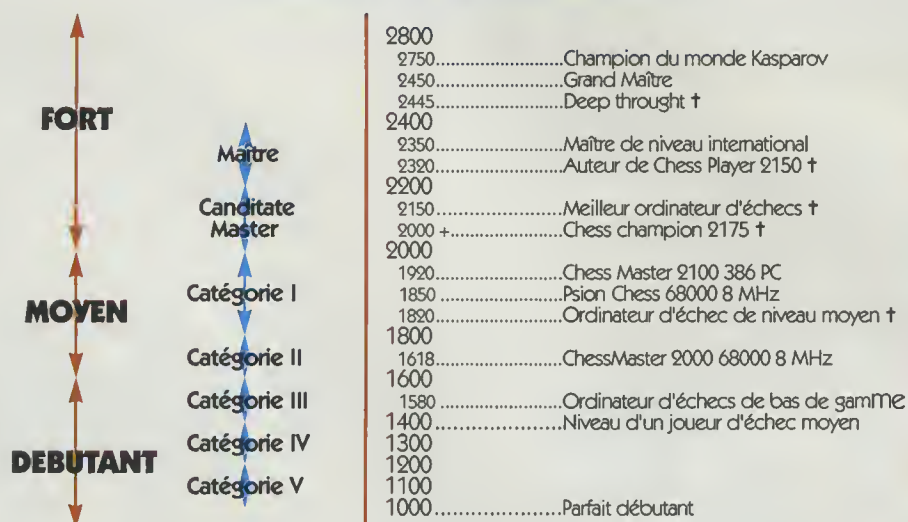 FORT
MOYEN
DEBUTANT
Maître
Canditate
Master
Catégorie I
Catégorie II
Catégorie III
Catégorie IV
Catégorie V
2800
2750..................Champion du monde Kasparov
2450..................Grand Maître
2445..................Deep throught †
2400
2350..................Maître de niveau international
2320..................Auteur de Chess Player 2150 †
2200
2150..................Meilleur ordinateur d'échecs †
2000 +................Chess champion 2175 †
2000
1920..................Chess Master 2100 386 PC
1850..................Psion Chess 68000 8 MHz
1890..................Ordinateur d'échec de niveau moyen †
1800
1618..................ChessMaster 2000 68000 8 MHz
1600
1580..................Ordinateur d'échecs de bas de gamme
1400..................Niveau d'un joueur d'échec moyen
1300
1200
1100
1000..................Parfait débutant